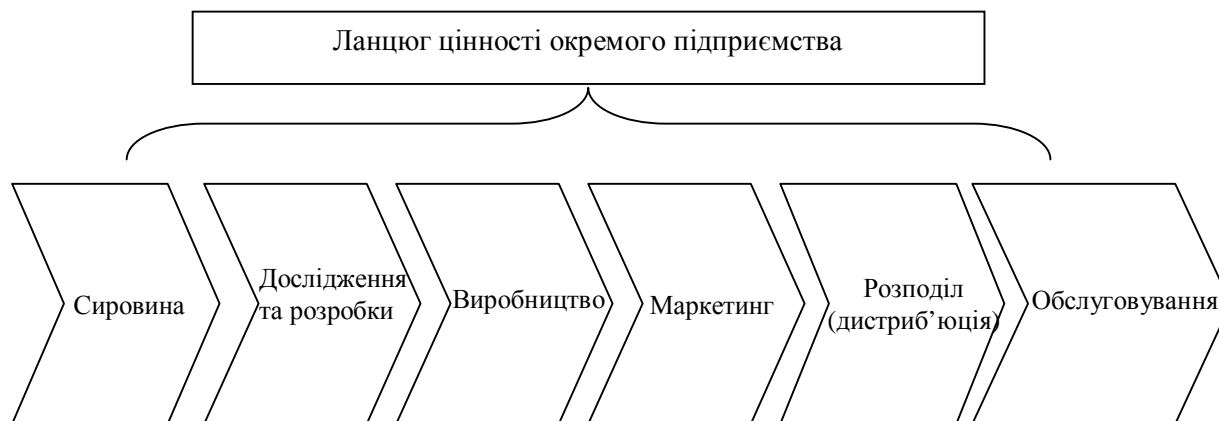 Ланцюг цінності окремого підприємства
Сировина
Дослідження
та розробки
Виробництво
Маркетинг
Розподіл
(дистриб’юція)
Обслуговування